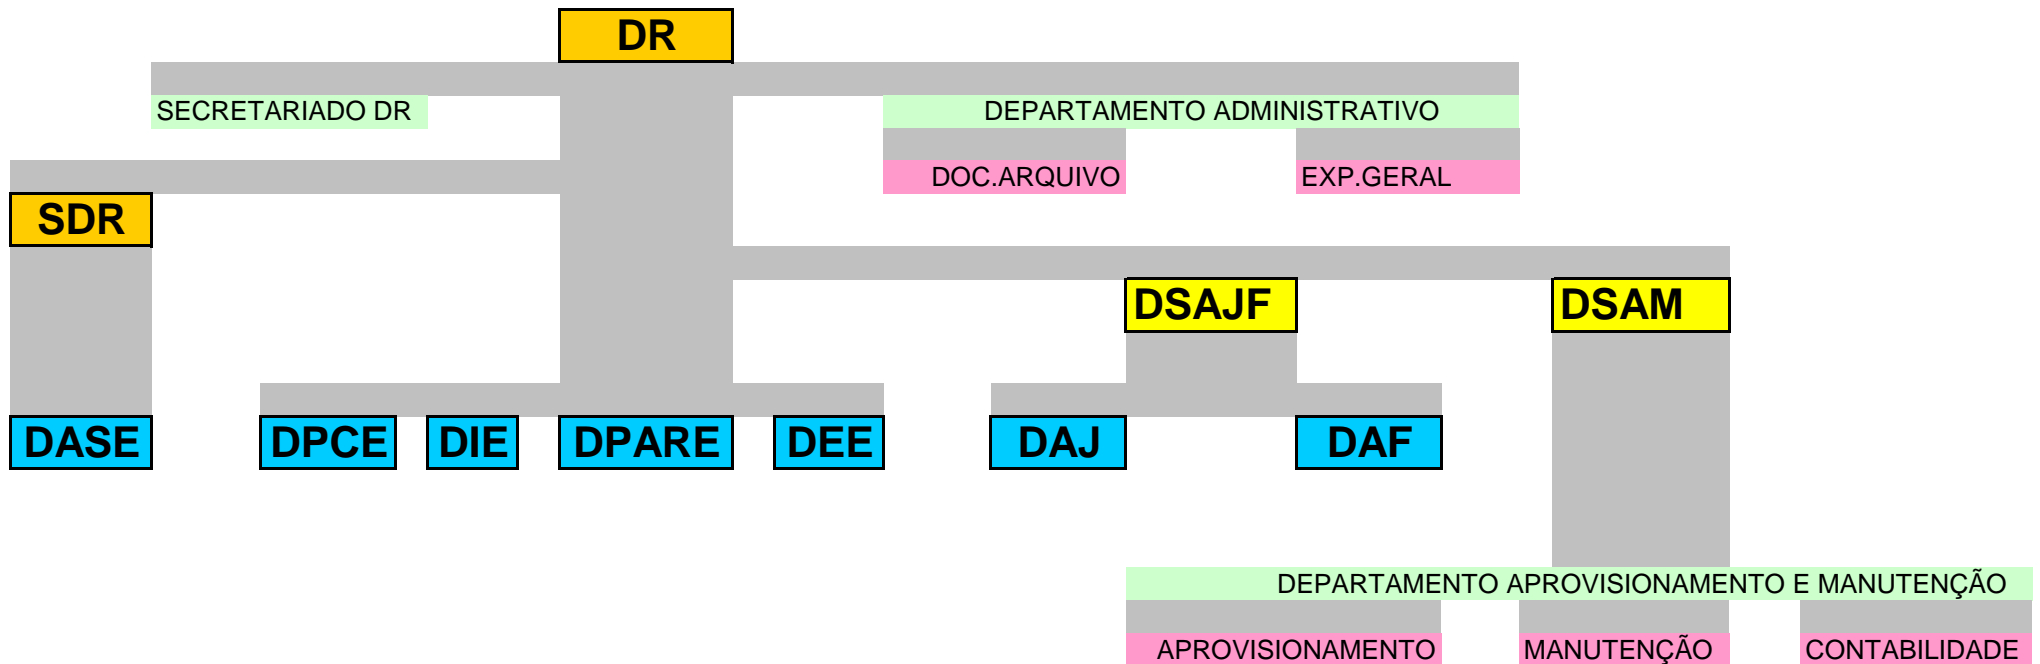 DR
SECRETARIADO DR
DEPARTAMENTO ADMINISTRATIVO
DOC.ARQUIVO
EXP.GERAL
SDR
DSAJF
DSAM
DASE
DPCE
DIE
DPARE
DEE
DAJ
DAF
DEPARTAMENTO APROVISIONAMENTO E MANUTENÇÃO
APROVISIONAMENTO
MANUTENÇÃO
CONTABILIDADE